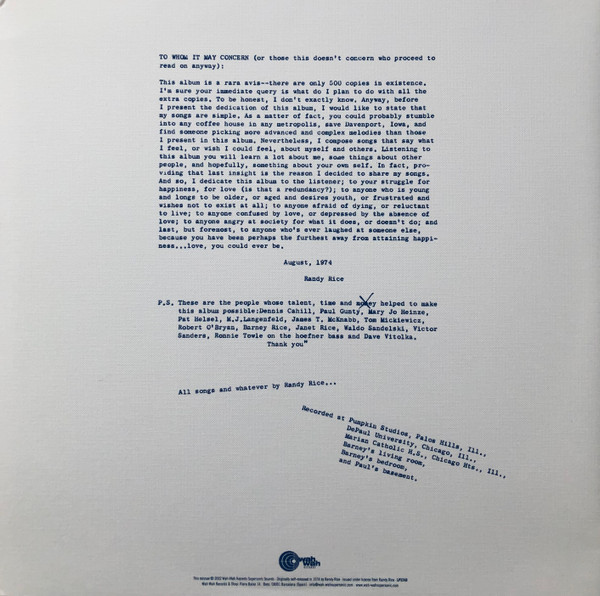 TO WHOM IT MAY CONCERN (or those this doesn't concern who proceed to
read on anyway):
This album is a rara avis--there are only 500 copies in existence.
I'm sure your immediate query is what do I plan to do with all the
extra copies. To be honest, I don't exactly know. Anyway, before
I present the dedication of this album, I would like to state that
my songs are simple. As a matter of fact, you could probably stumble
into any coffee house in any metropolis, save Davenport, Iowa, and
find someone picking more advanced and complex melodies than those
I present in this album. Nevertheless, I compose songs that say what
I feel, or wish I could feel, about myself and others. Listening to
this album you will learn a lot about me, some things about other
people, and hopefully, something about your own self. In fact, pro-
viding that last insight is the reason I decided to share my songs.
And so, I dedicate this album to the listener; to your struggle for
happiness, for love (is that a redundancy?); to anyone who is young
and longs to be older, or aged and desires youth, or frustrated and
wishes not to exist at all; to anyone afraid of dying, or reluctant
to live; to anyone confused by love, or depressed by the absence of
love; to anyone angry at society for what it does, or doesn't do; and
last, but foremost, to anyone who's ever laughed at someone else,
because you have been perhaps the furthest away from attaining happi-
ness...love, you could ever be.
August, 1974
Randy Rice
P.S. These are the people whose talent, time and money helped to make
this album possible:Dennis Cahill, Paul Gunty, Mary Jo Heinze,
Pat Helsel, M.J.Langenfeld, James T. McKnabb, Tom Mickiewicz,
Robert O'Bryan, Barney Rice, Janet Rice, Waldo Sandelski, Victor
Sanders, Ronnie Towle on the hoefner bass and Dave Vitolka.
Thank you"
All songs and whatever by Randy Rice...
Recorded at Pumpkin Studios, Palos Hills, Ill.,
DePaul University, Chicago, Ill.,
Marian Catholic H.S., Chicago Hts., Ill.,
Barney's living room,
Barney's bedroom,
and Paul's basement.
wah
wah